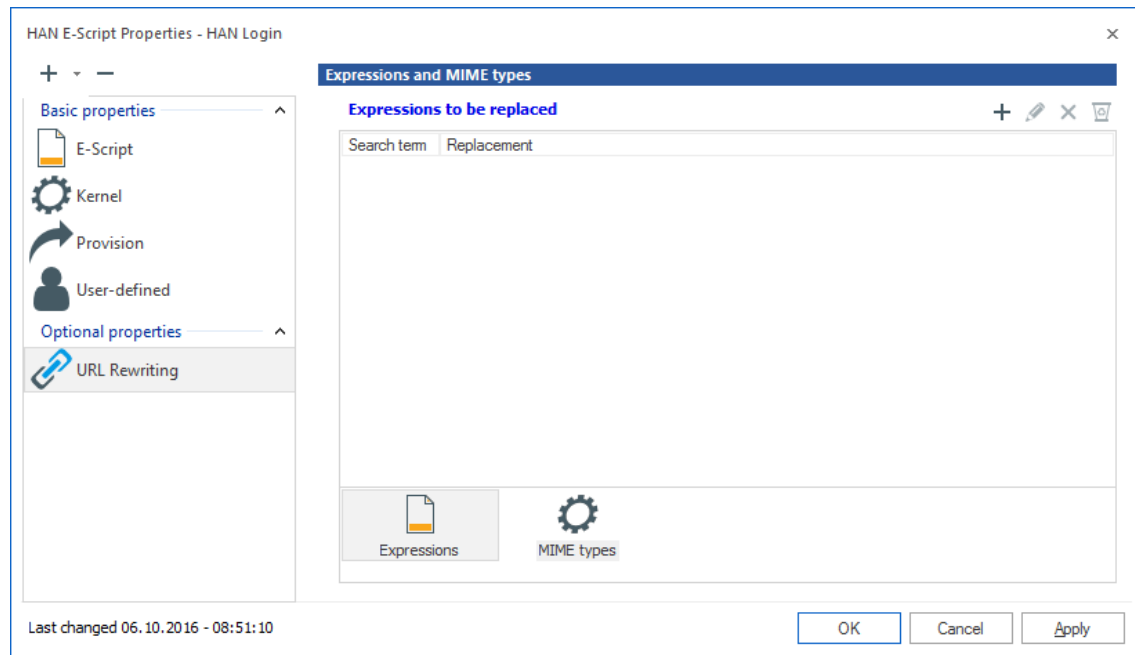 HAN E-Script Properties - HAN Login
Expressions and MIME types
Basic properties
Expressions to be replaced
Search term Replacement
E-Script
Kernel
Provision
User-defined
Optional properties
URL Rewriting
Expressions MIME types
Last changed 06.10.2016 - 08:51:10
OK Cancel Apply